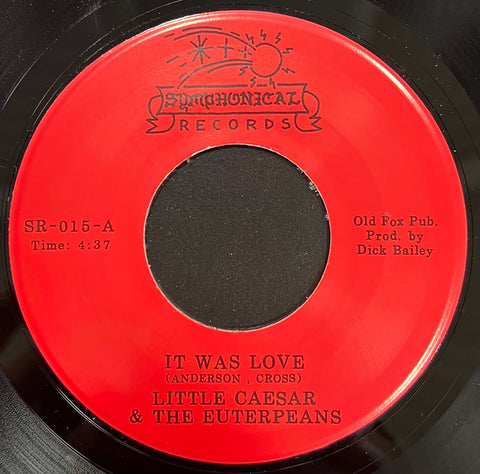 SYMPHONICAL
RECORDS
SR-015-A
Time: 4:37
Old Fox Pub.
Prod. by
Dick Bailey
IT WAS LOVE
(ANDERSON , CROSS)
LITTLE CAESAR
& THE EUTERPEANS